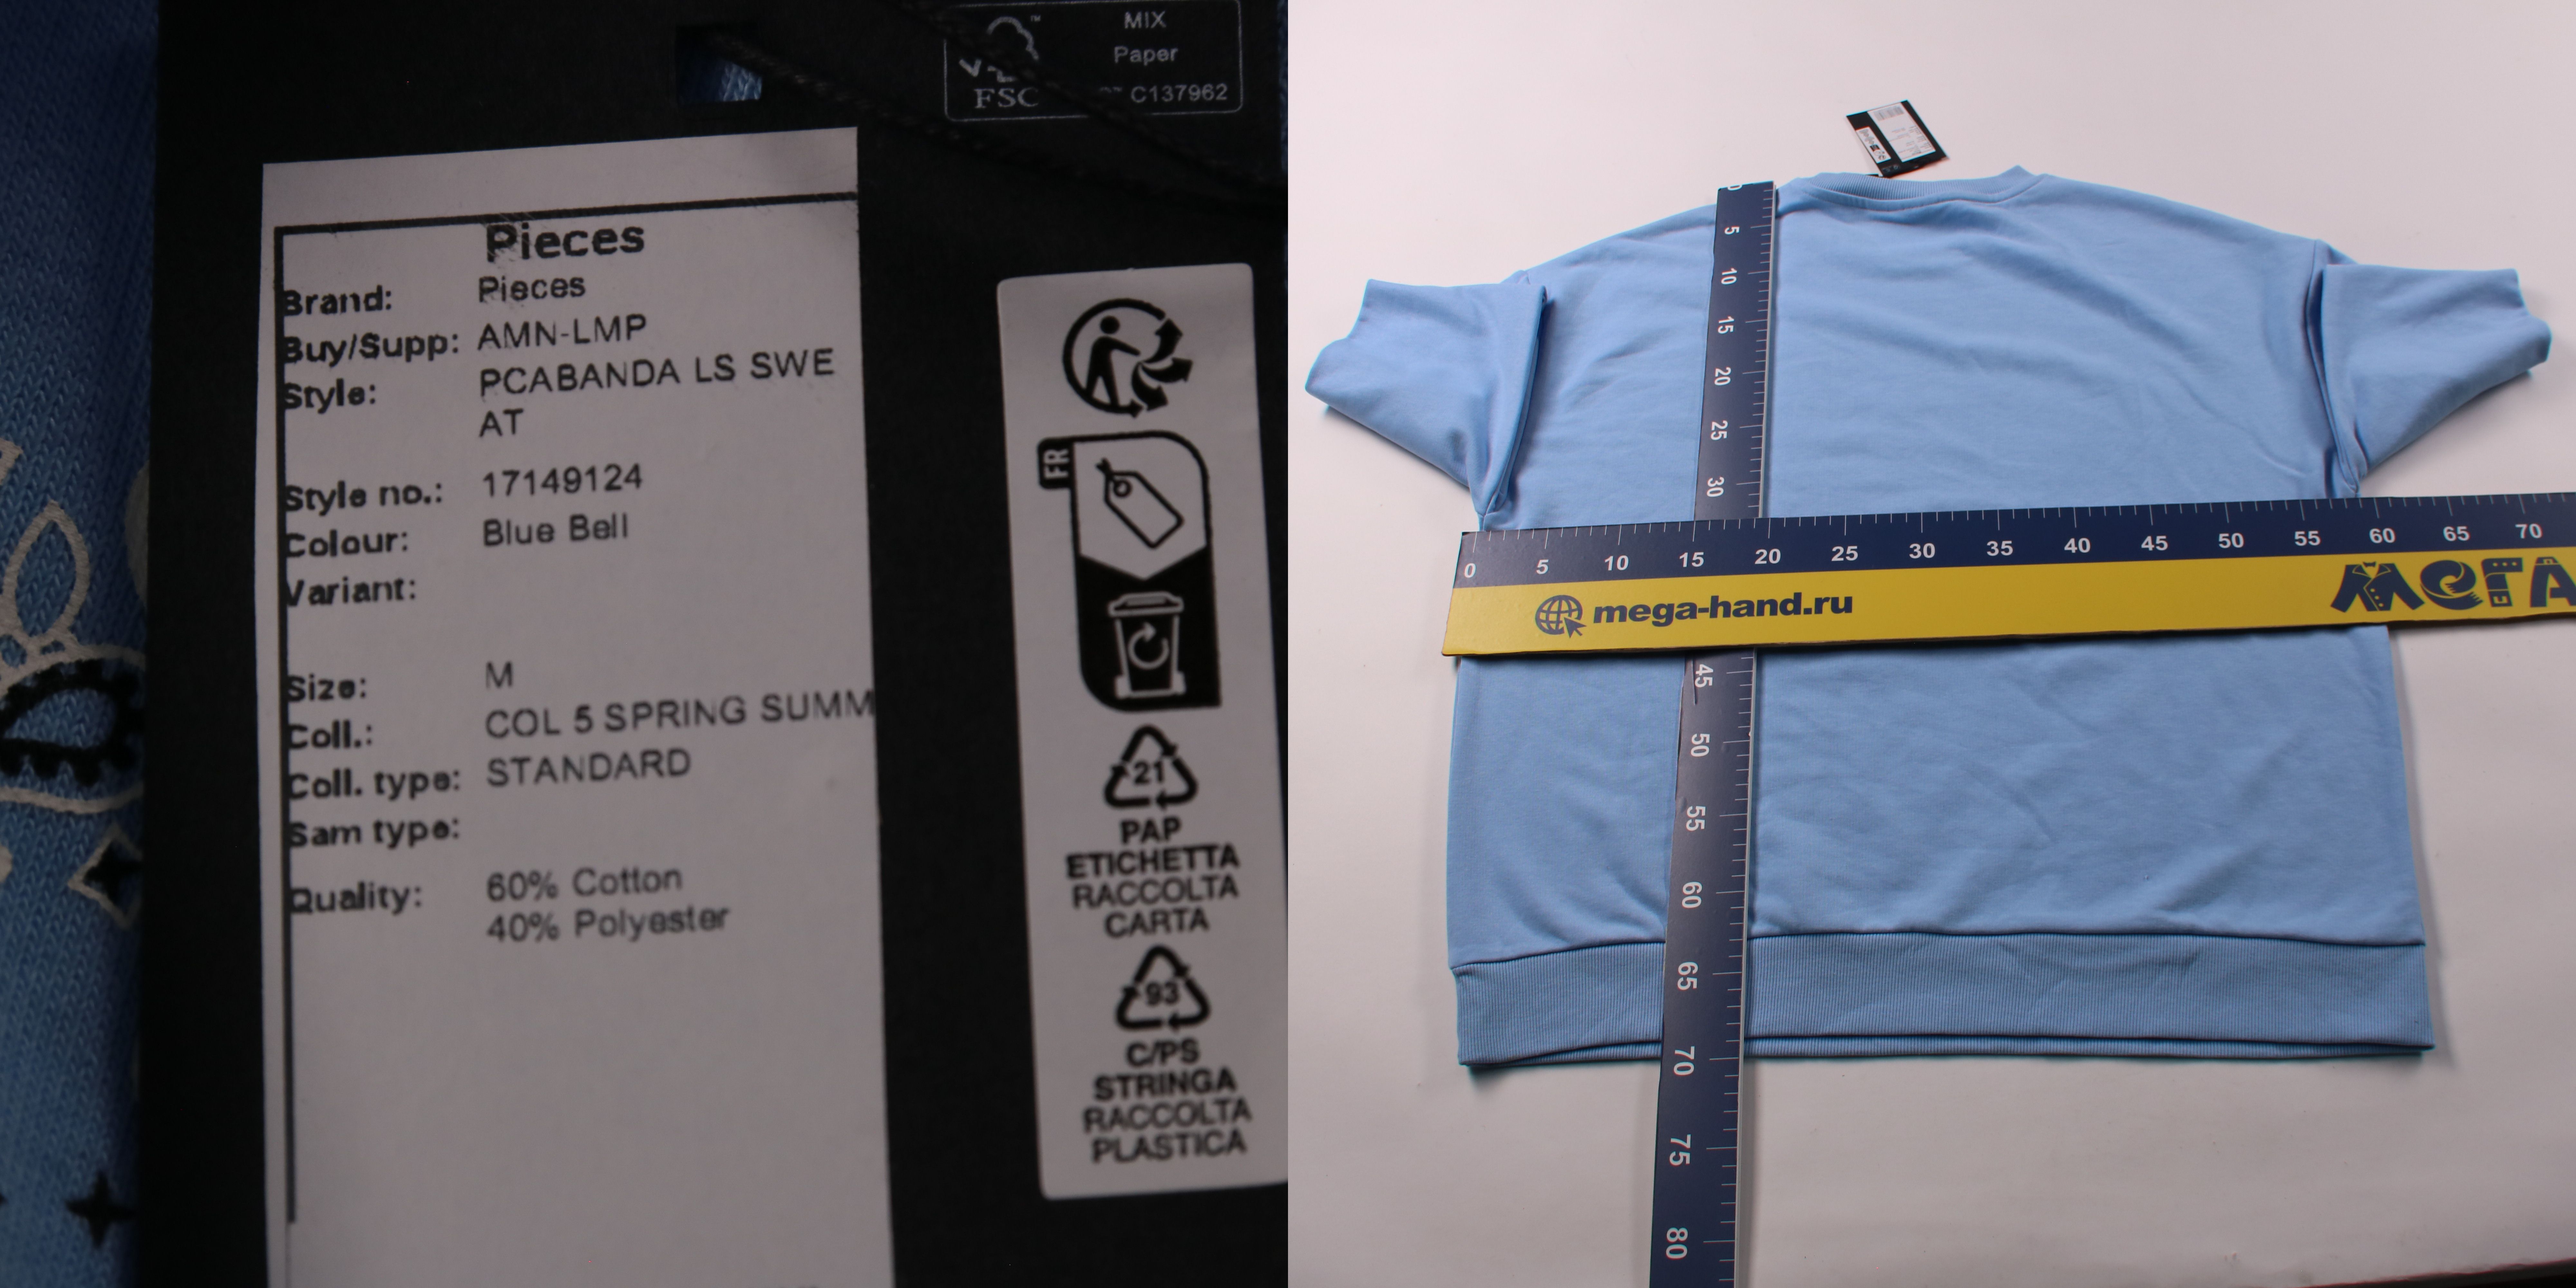 MIX
Paper
FSC
C137962
Pieces
Brand: Pieces
Buy/Supp: AMN-LMP
Style: PCABANDA LS SWE
AT
Style no.: 17149124
Colour: Blue Bell
Variant:
Size: M
Coll.: COL 5 SPRING SUMM
Coll. type: STANDARD
Sam type:
Quality: 60% Cotton
40% Polyester
FR
21
PAP
ETICHETTA
RACCOLTA
CARTA
93
C/PS
STRINGA
RACCOLTA
PLASTICA
0
5
10
15
20
25
30
0 5 10 15 20 25 30 35 40 45 50 55 60 65 70
mega-hand.ru
МЕГА
45
50
55
60
65
70
75
80